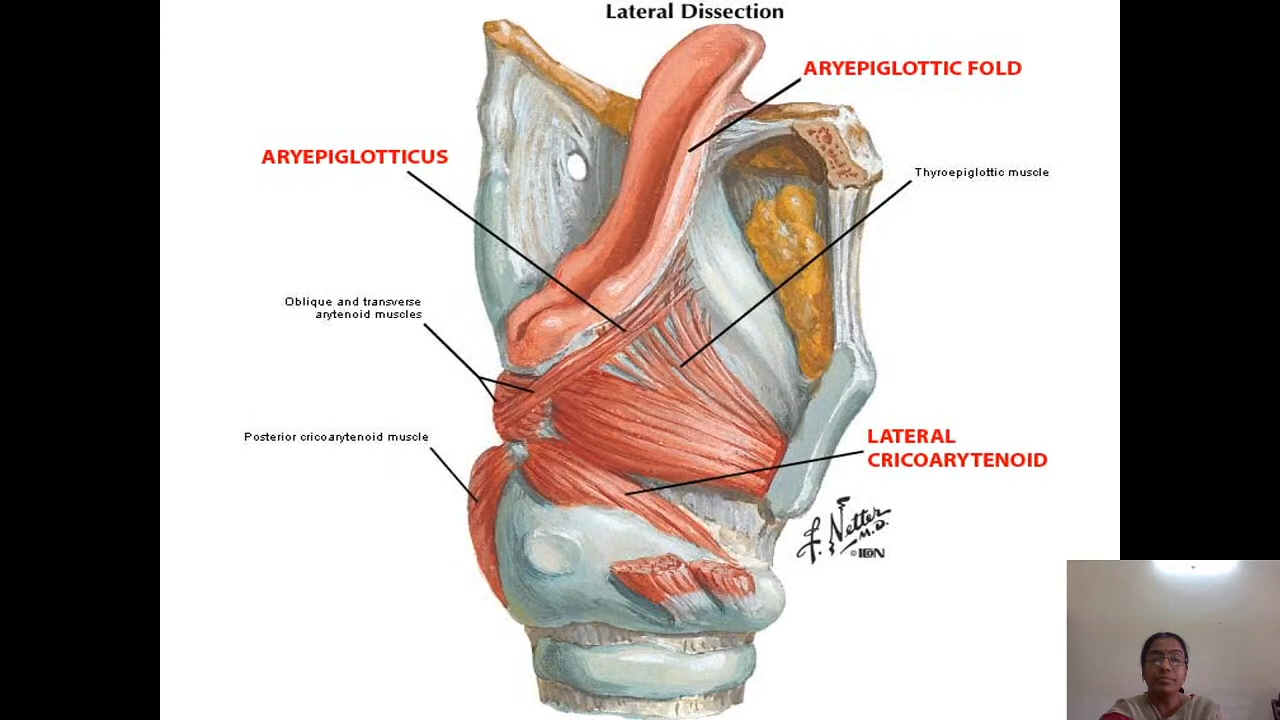 Lateral Dissection
ARYEPIGLOTTIC FOLD
ARYEPIGLOTTICUS
Thyroepiglottic muscle
Oblique and transverse
arytenoid muscles
Posterior cricoarytenoid muscle
LATERAL
CRICOARYTENOID
F. Netter
M.D.
©ICON